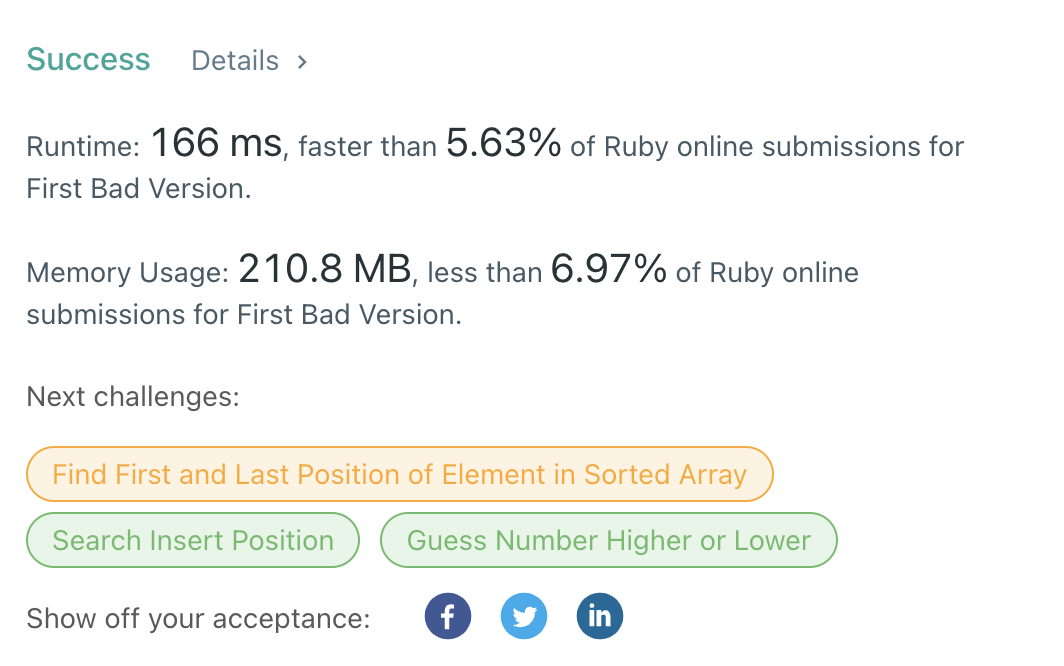 Success Details >
Runtime: 166 ms, faster than 5.63% of Ruby online submissions for
First Bad Version.
Memory Usage: 210.8 MB, less than 6.97% of Ruby online
submissions for First Bad Version.
Next challenges:
Find First and Last Position of Element in Sorted Array
Search Insert Position Guess Number Higher or Lower
Show off your acceptance: f in